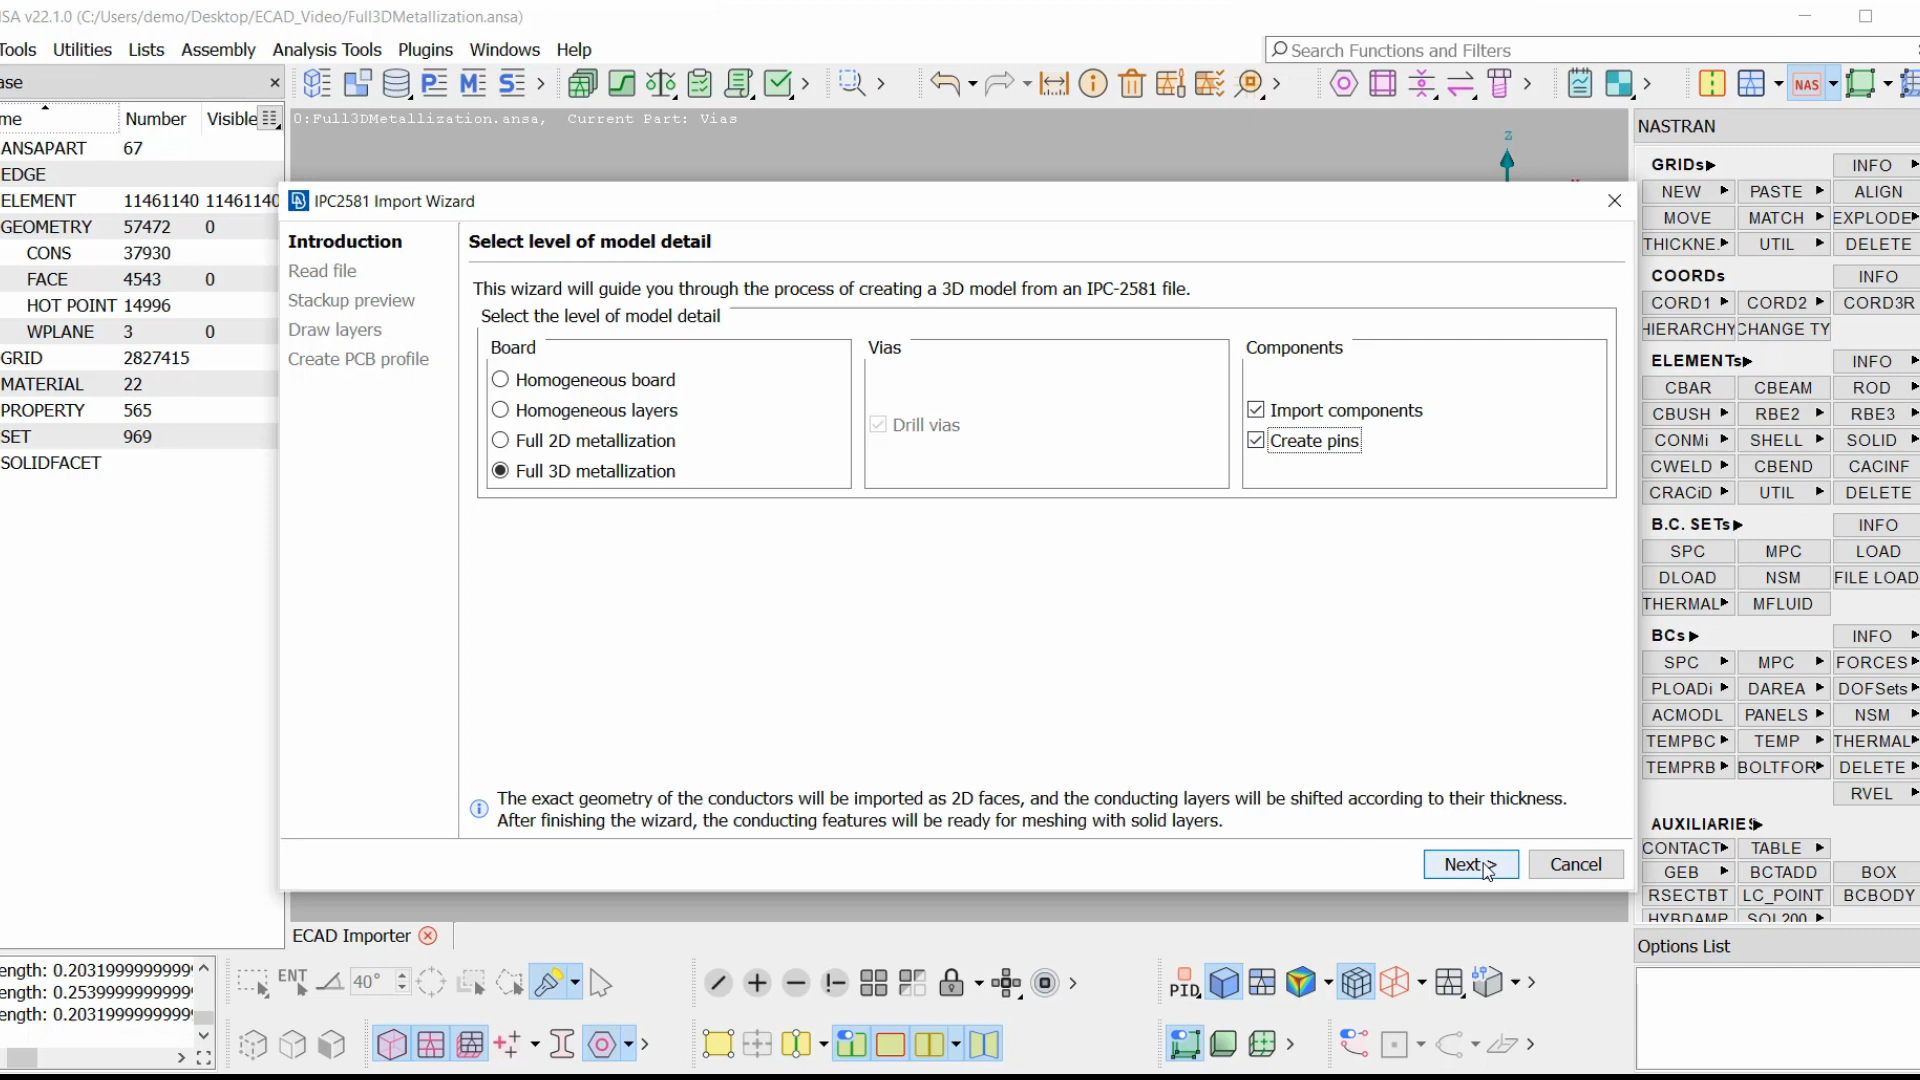 SA v22.1.0 (C:/Users/demo/Desktop/ECAD_Video/Full3DMetallization.ansa)
Tools Utilities Lists Assembly Analysis Tools Plugins Windows Help
Search Functions and Filters
ase
me Number Visible
ANSAPART 67
EDGE
ELEMENT 11461140 11461140
GEOMETRY 57472 0
CONS 37930
FACE 4543 0
HOT POINT 14996
WPLANE 3 0
GRID 2827415
MATERIAL 22
PROPERTY 565
SET 969
SOLIDFACET
0:Full3DMetallization.ansa, Current Part: Vias
z
IPC2581 Import Wizard
Introduction
Read file
Stackup preview
Draw layers
Create PCB profile
Select level of model detail
This wizard will guide you through the process of creating a 3D model from an IPC-2581 file.
Select the level of model detail
Board
Homogeneous board
Homogeneous layers
Full 2D metallization
Full 3D metallization
Vias
Drill vias
Components
Import components
Create pins
The exact geometry of the conductors will be imported as 2D faces, and the conducting layers will be shifted according to their thickness.
After finishing the wizard, the conducting features will be ready for meshing with solid layers.
Next >
Cancel
NAS
NASTRAN
GRIDs INFO
NEW PASTE ALIGN
MOVE MATCH EXPLODE
THICKNE. UTIL DELETE
COORDs INFO
CORD1 CORD2 CORD3R
HIERARCHY CHANGE TY
ELEMENTs INFO
CBAR CBEAM ROD
CBUSH RBE2 RBE3
CONMi SHELL SOLID
CWELD CBEND CACINF
CRACiD UTIL DELETE
B.C. SETs INFO
SPC MPC LOAD
DLOAD NSM FILE LOAD
THERMAL MFLUID
BCs INFO
SPC MPC FORCES
PLOADi DAREA DOFSets
ACMODL PANELS NSM
TEMPBC TEMP THERMAL
TEMPRB BOLTFOR DELETE
RVEL
AUXILIARIES
CONTACT TABLE
GEB BCTADD BOX
RSECTBT LC_POINT BCBODY
HYBDAMP SOL200
Options List
ECAD Importer
ength: 0.2031999999999
ength: 0.2539999999999
ength: 0.2031999999999
ENT
40°
PID